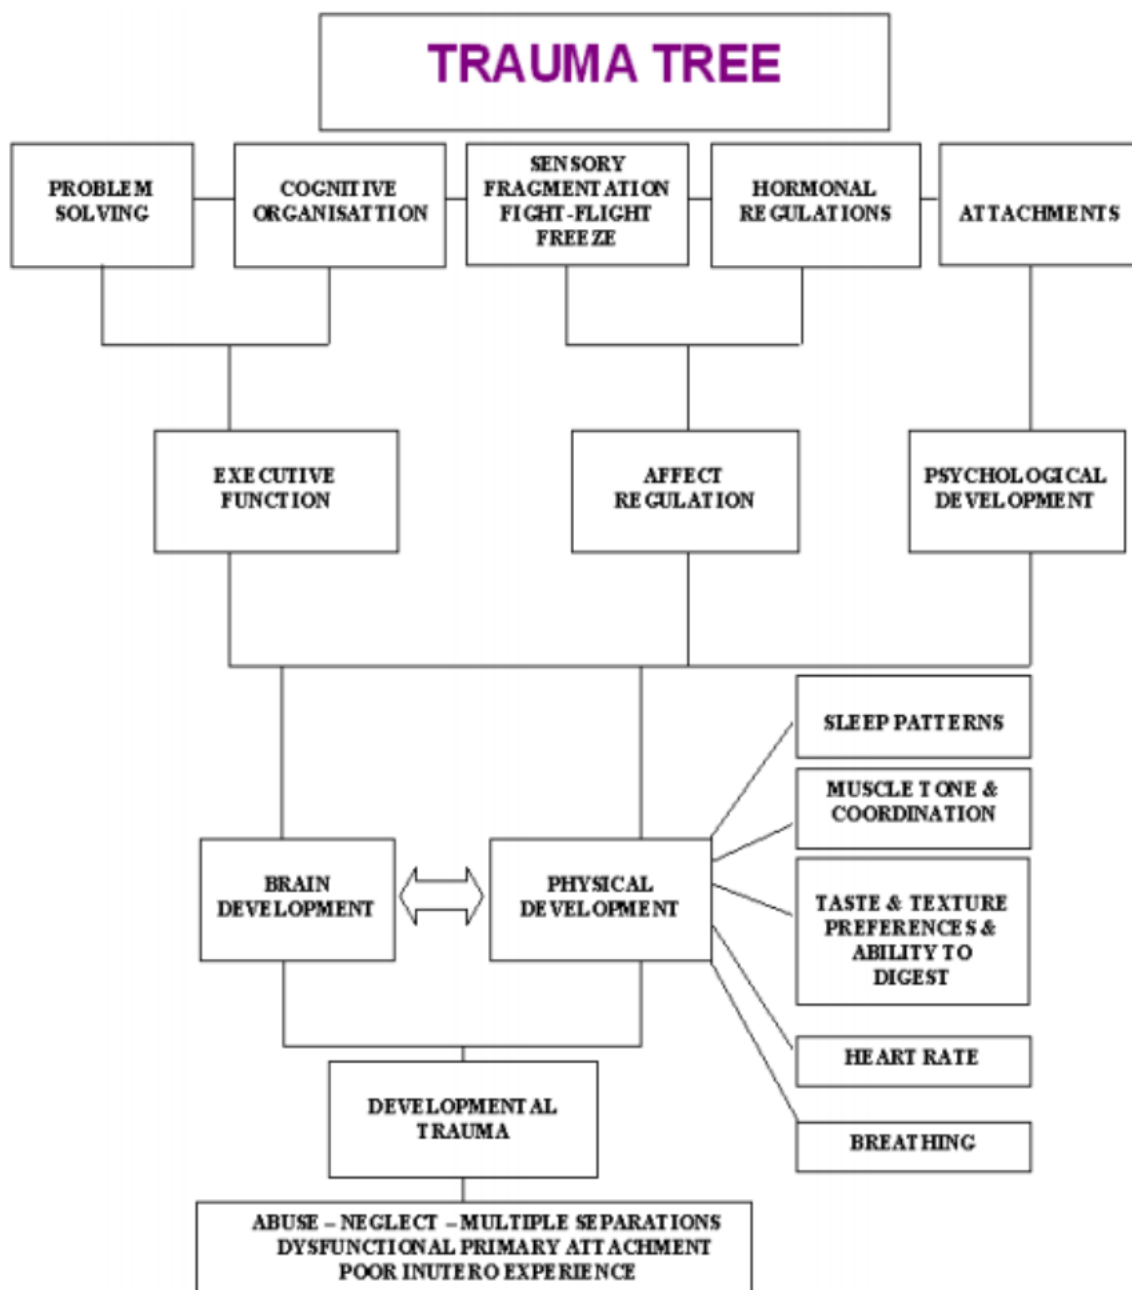 TRAUMA TREE
PROBLEM
SOLVING
COGNITIVE
ORGANISATTION
SENSORY
FRAGMENTATION
FIGHT-FLIGHT
FREEZE
HORMONAL
REGULATIONS
ATTACHMENTS
EXECUTIVE
FUNCTION
AFFECT
REGULATION
PSYCHOLOGICAL
DEVELOPMENT
SLEEP PATTERNS
MUSCLE TONE &
COORDINATION
BRAIN
DEVELOPMENT
PHYSICAL
DEVELOPMENT
TASTE & TEXTURE
PREFERENCES &
ABILITY TO
DIGEST
HEART RATE
BREATHING
DEVELOPMENTAL
TRAUMA
ABUSE – NEGLECT – MULTIPLE SEPARATIONS
DYSFUNCTIONAL PRIMARY ATTACHMENT
POOR INUTERO EXPERIENCE